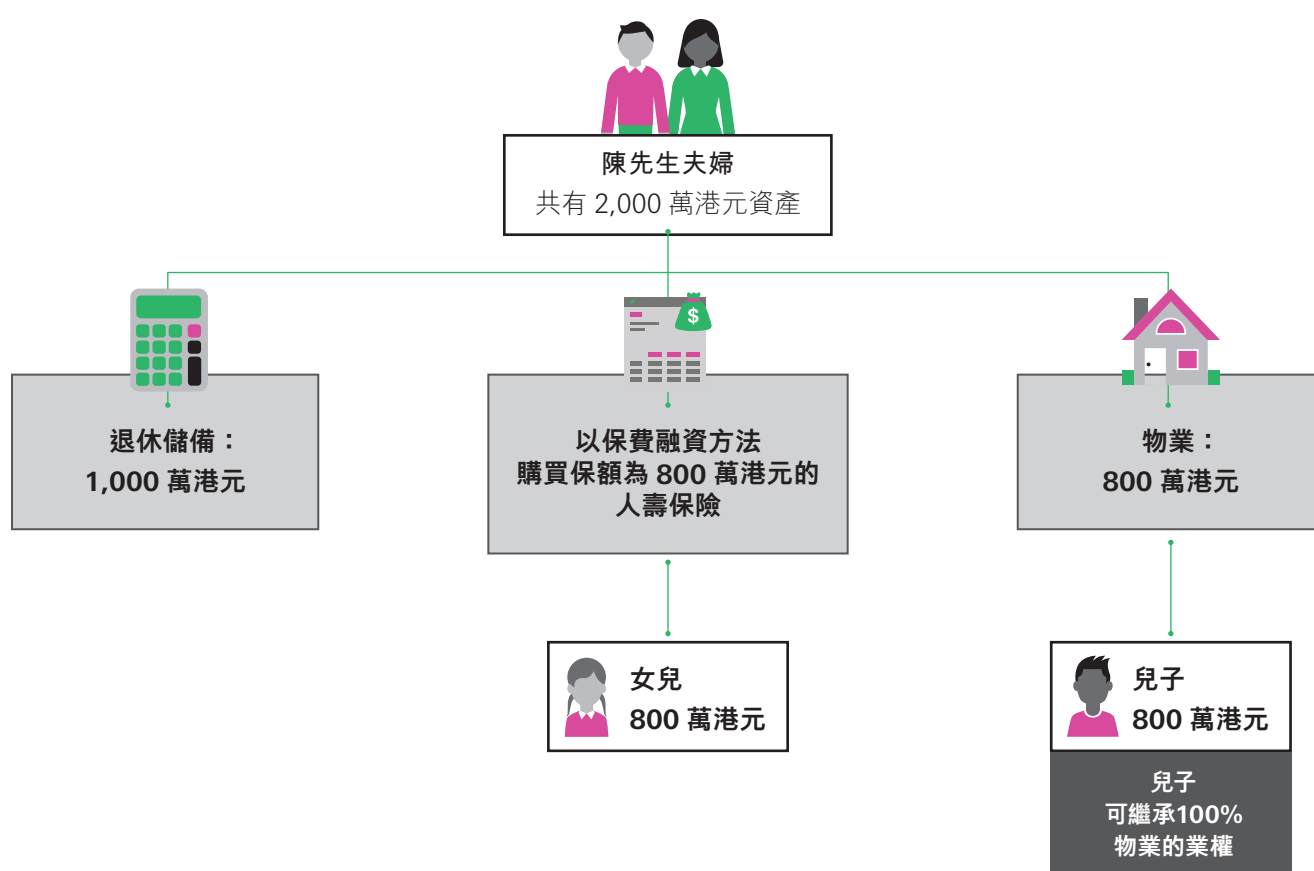 陳先生夫婦
共有 2,000 萬港元資產
$
退休儲備：
1,000 萬港元
以保費融資方法
購買保額為 800 萬港元的
人壽保險
物業：
800 萬港元
女兒
800 萬港元
兒子
800 萬港元
兒子
可繼承100%
物業的業權